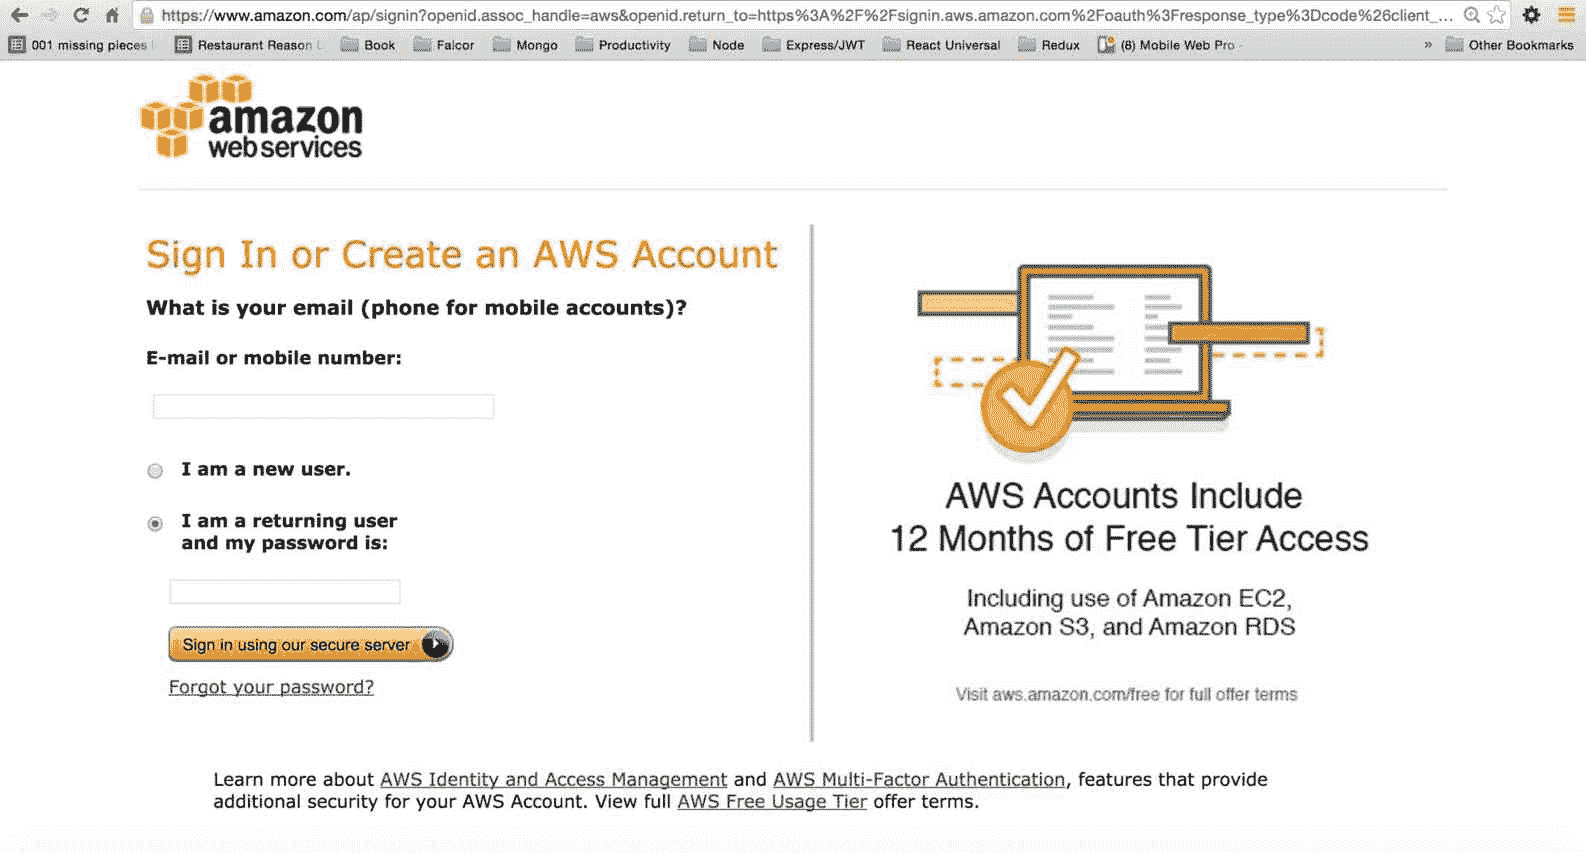 https://www.amazon.com/ap/signin?openid.assoc_handle=aws&openid.return_to=https%3A%2F%2Fsignin.aws.amazon.com%2Foauth%3Fresponse_type%3Dcode%26client_...
001 missing pieces Restaurant Reason Book Falcor Mongo Productivity Node Express/JWT React Universal Redux (6) Mobile Web Pro » Other Bookmarks
amazon
web services
Sign In or Create an AWS Account
What is your email (phone for mobile accounts)?
E-mail or mobile number:
I am a new user.
I am a returning user
and my password is:
Sign in using our secure server
Forgot your password?
AWS Accounts Include
12 Months of Free Tier Access
Including use of Amazon EC2,
Amazon S3, and Amazon RDS
Visit aws.amazon.com/free for full offer terms
Learn more about AWS Identity and Access Management and AWS Multi-Factor Authentication, features that provide
additional security for your AWS Account. View full AWS Free Usage Tier offer terms.